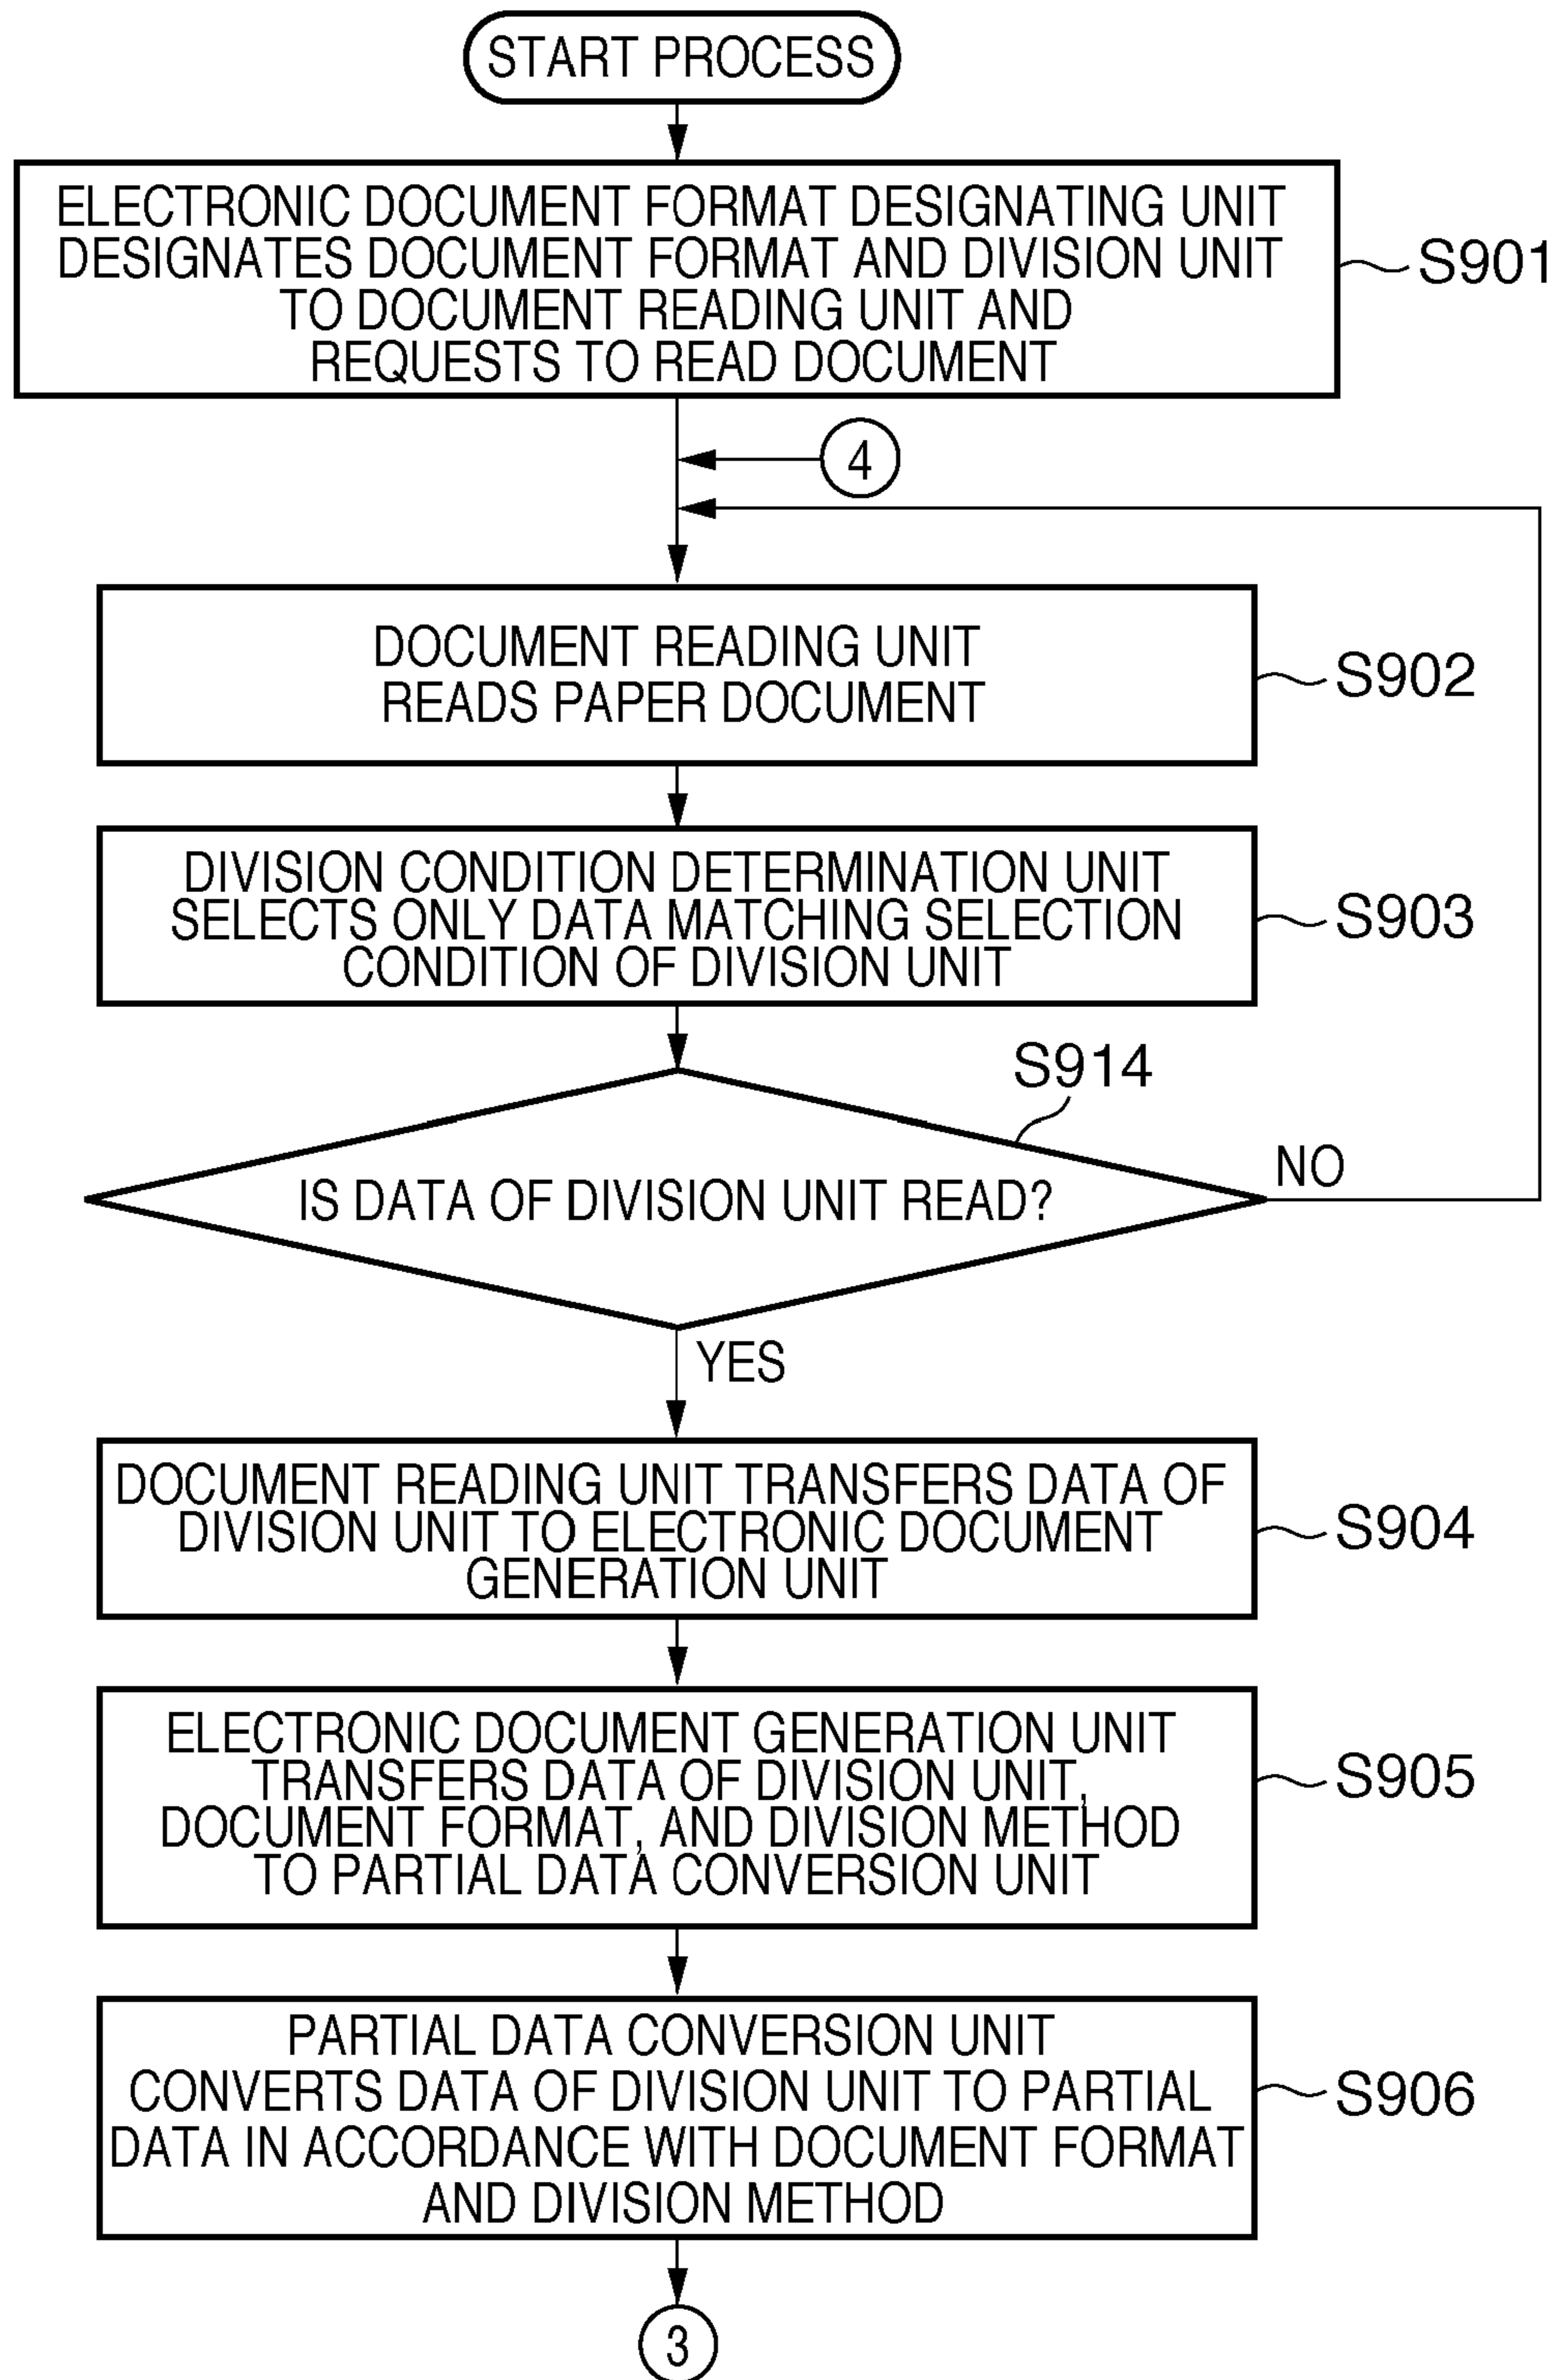 START PROCESS
ELECTRONIC DOCUMENT FORMAT DESIGNATING UNIT
DESIGNATES DOCUMENT FORMAT AND DIVISION UNIT
TO DOCUMENT READING UNIT AND
REQUESTS TO READ DOCUMENT
S901
4
DOCUMENT READING UNIT
READS PAPER DOCUMENT
S902
DIVISION CONDITION DETERMINATION UNIT
SELECTS ONLY DATA MATCHING SELECTION
CONDITION OF DIVISION UNIT
S903
S914
IS DATA OF DIVISION UNIT READ?
NO
YES
DOCUMENT READING UNIT TRANSFERS DATA OF
DIVISION UNIT TO ELECTRONIC DOCUMENT
GENERATION UNIT
S904
ELECTRONIC DOCUMENT GENERATION UNIT
TRANSFERS DATA OF DIVISION UNIT,
DOCUMENT FORMAT, AND DIVISION METHOD
TO PARTIAL DATA CONVERSION UNIT
S905
PARTIAL DATA CONVERSION UNIT
CONVERTS DATA OF DIVISION UNIT TO PARTIAL
DATA IN ACCORDANCE WITH DOCUMENT FORMAT
AND DIVISION METHOD
S906
3